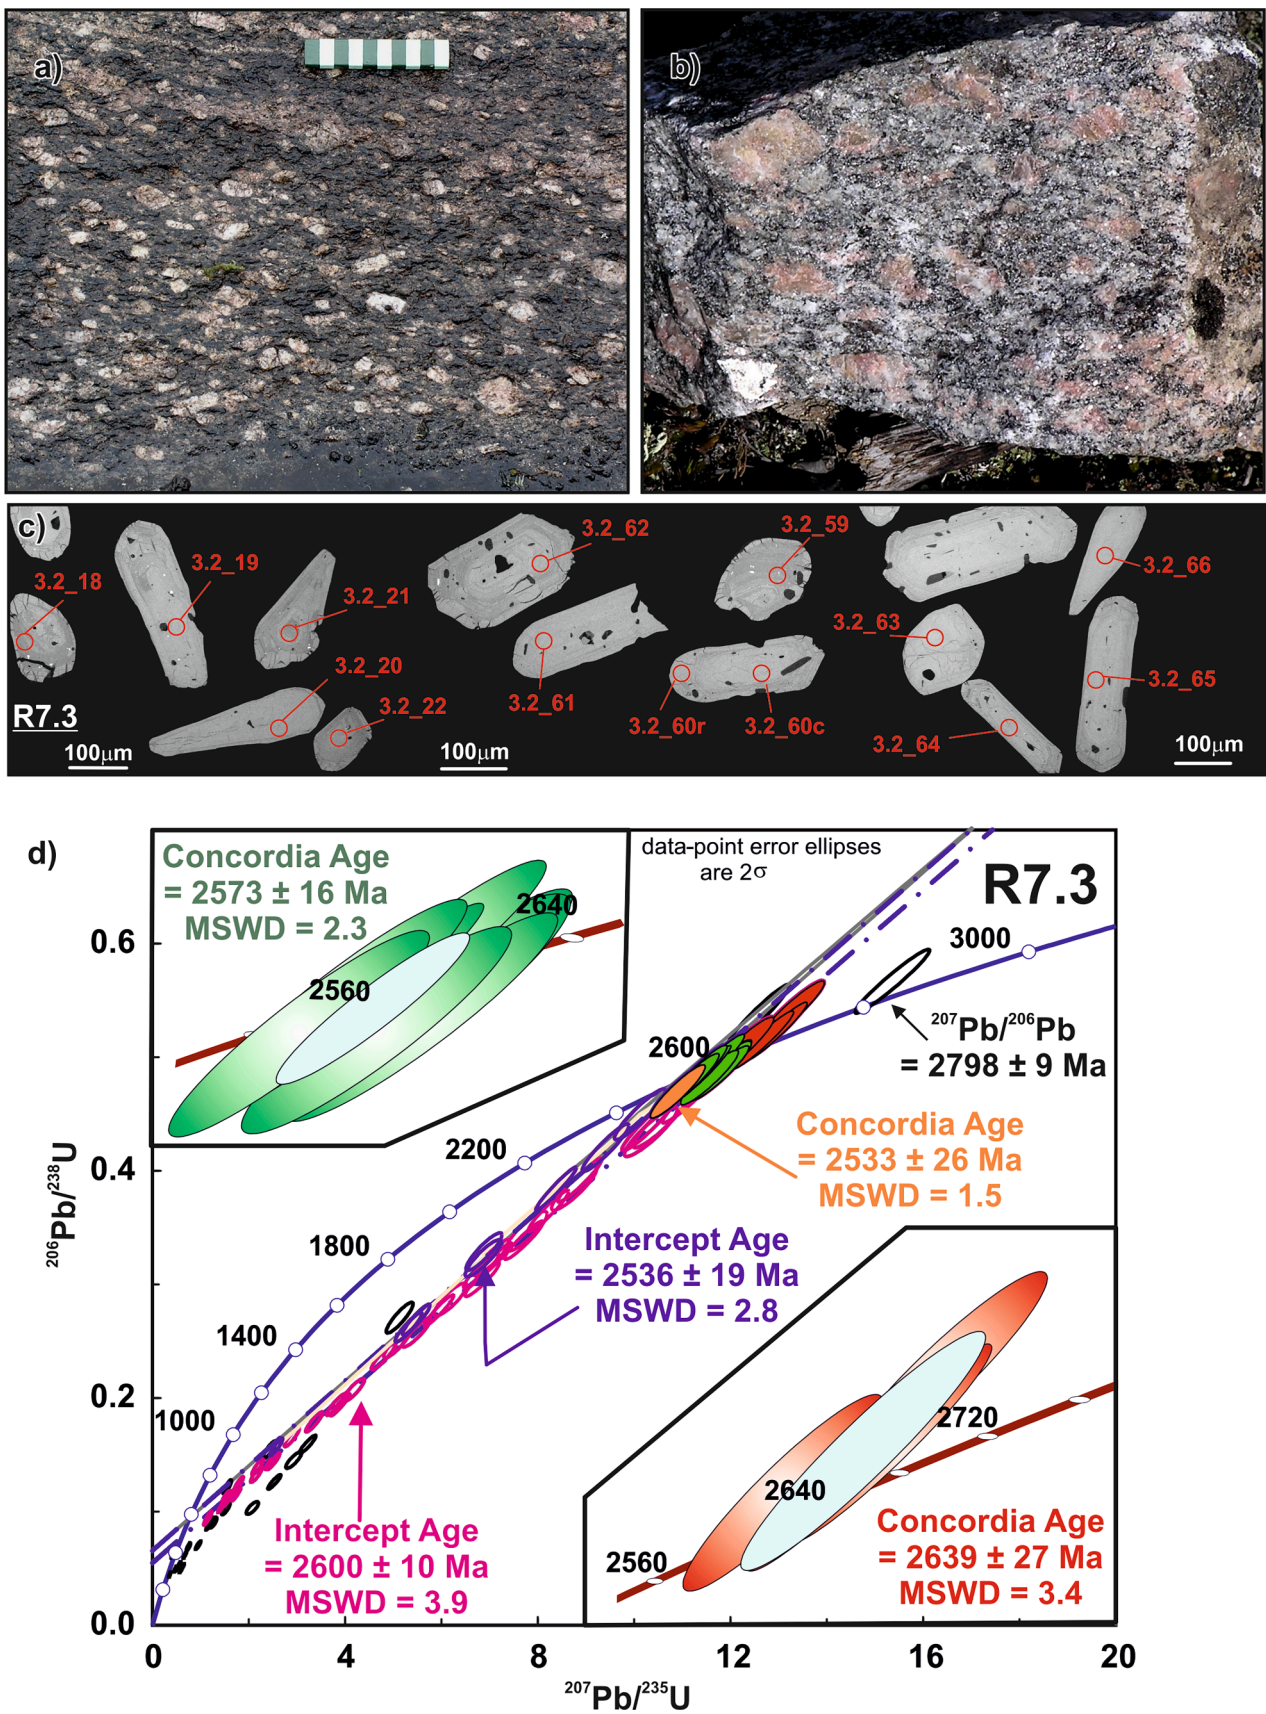 a)
b)
c)
3.2_18
3.2_19
3.2_21
3.2_20
3.2_22
R7.3
100µm
3.2_62
3.2_61
3.2_59
3.2_60r
3.2_60c
100µm
3.2_66
3.2_63
3.2_65
3.2_64
100µm
d)
Concordia Age
= 2573 ± 16 Ma
MSWD = 2.3
2640
2560
data-point error ellipses
are 2σ
R7.3
3000
2600
207Pb/206Pb
= 2798 ± 9 Ma
Concordia Age
= 2533 ± 26 Ma
MSWD = 1.5
2200
1800
1400
1000
Intercept Age
= 2536 ± 19 Ma
MSWD = 2.8
Intercept Age
= 2600 ± 10 Ma
MSWD = 3.9
2720
2640
2560
Concordia Age
= 2639 ± 27 Ma
MSWD = 3.4
0.6
0.4
0.2
0.0
206Pb/238U
0
4
8
12
16
20
207Pb/235U